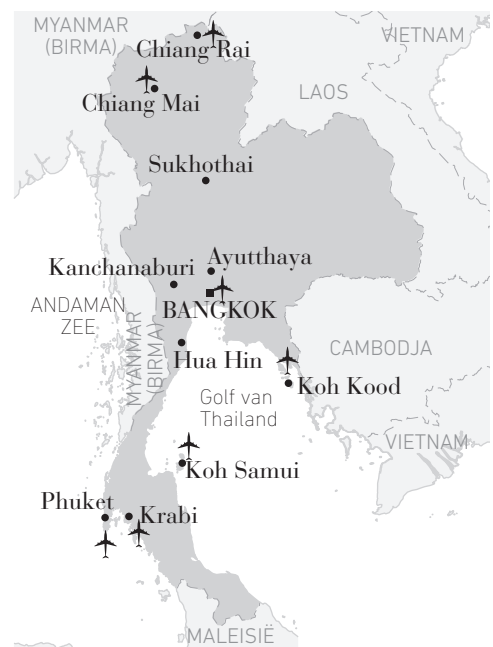 MYANMAR
(BIRMA)
VIETNAM
Chiang Rai
LAOS
Chiang Mai
Sukhothai
Ayutthaya
Kanchanaburi
BANGKOK
ANDAMAN
ZEE
MYANMAR
(BIRMA)
Hua Hin
CAMBODJA
Koh Kood
Golf van
Thailand
VIETNAM
Koh Samui
Phuket
Krabi
MALEISIË